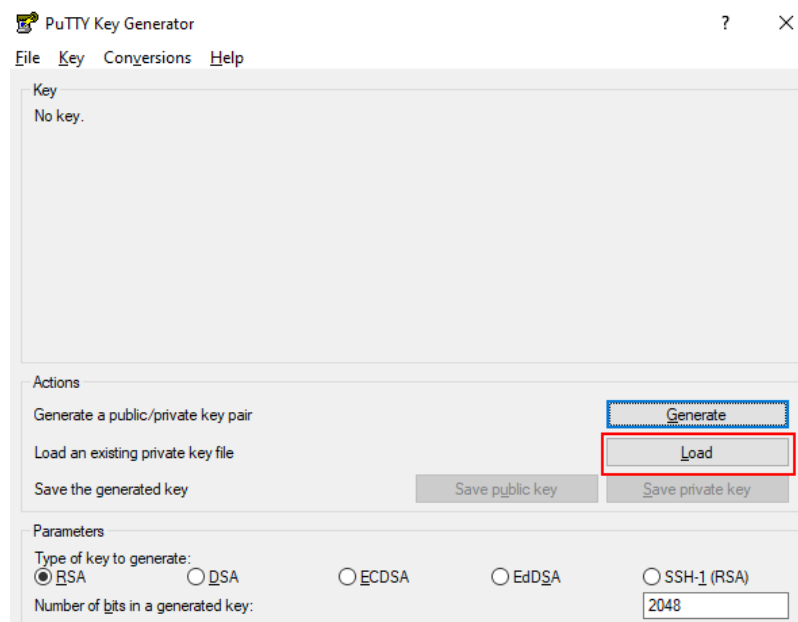 PuTTY Key Generator ? ×
File Key Conversions Help
Key
No key.
Actions
Generate a public/private key pair Generate
Load an existing private key file Load
Save the generated key Save public key Save private key
Parameters
Type of key to generate:
RSA DSA ECDSA EdDSA SSH-1 (RSA)
Number of bits in a generated key: 2048